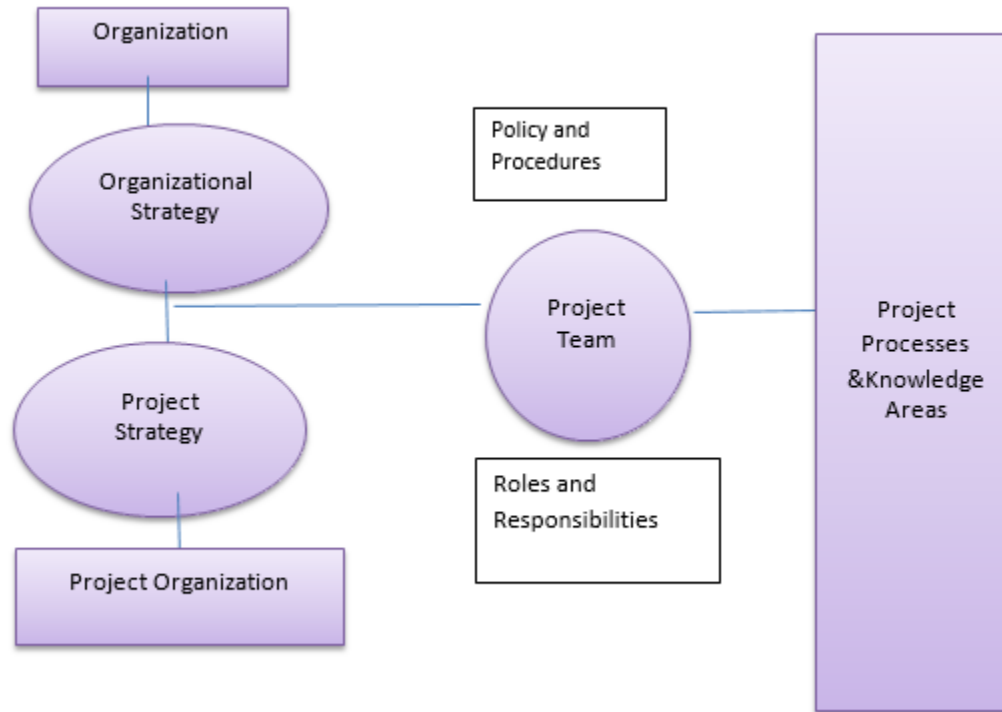 Organization
Organizational
Strategy
Project
Strategy
Project Organization
Policy and
Procedures
Project
Team
Roles and
Responsibilities
Project
Processes
&Knowledge
Areas